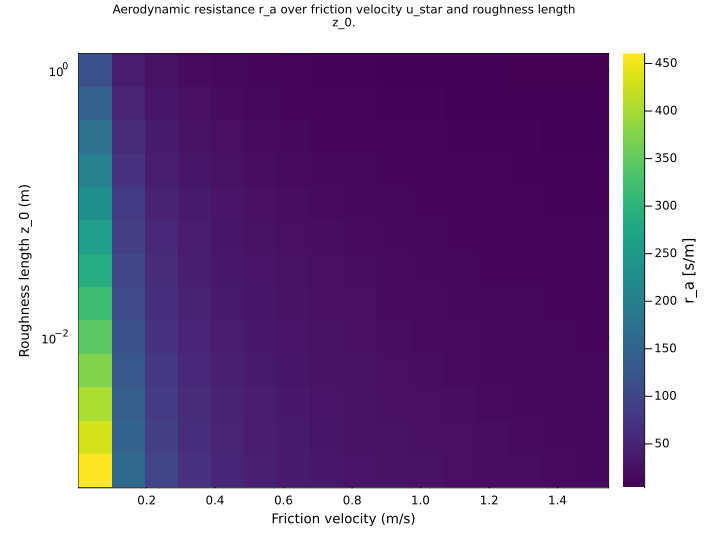 Aerodynamic resistance r_a over friction velocity u_star and roughness length
z_0.
10⁰
10⁻²
Roughness length z_0 (m)
0.2 0.4 0.6 0.8 1.0 1.2 1.4
Friction velocity (m/s)
450
400
350
300
250
200
150
100
50
r_a [s/m]